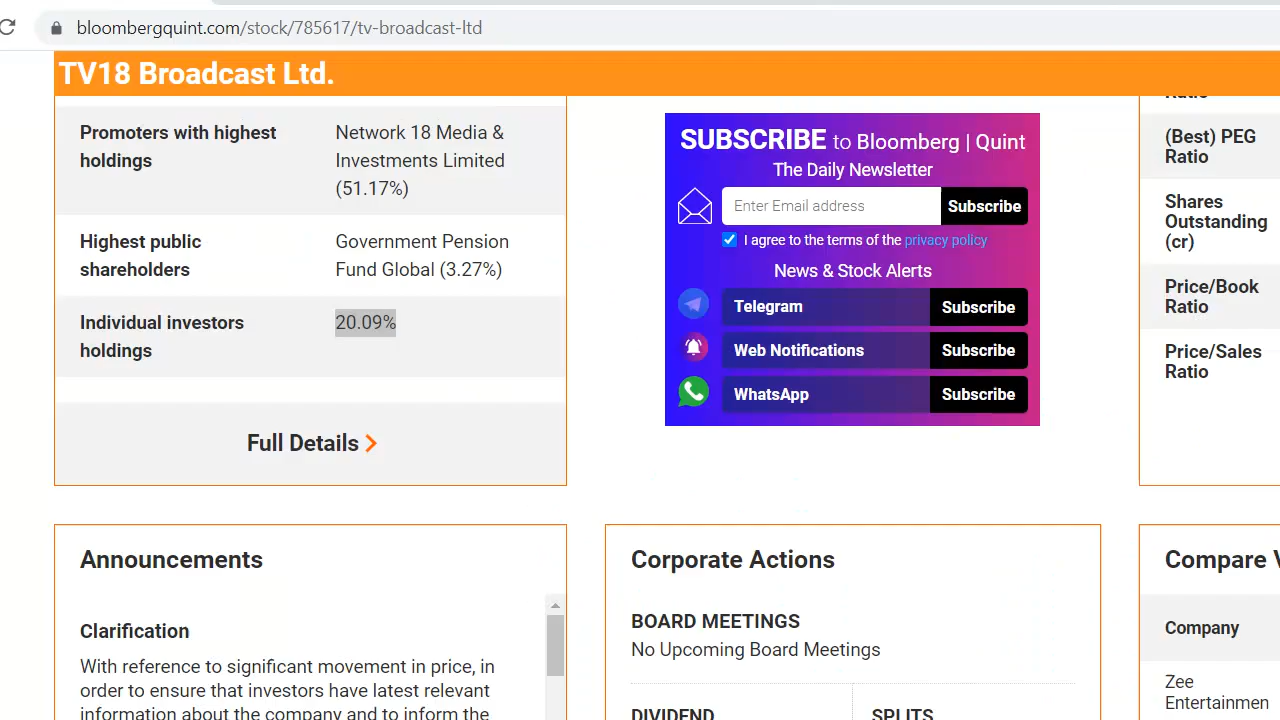 bloombergquint.com/stock/785617/tv-broadcast-ltd
TV18 Broadcast Ltd.
Promoters with highest
holdings
Network 18 Media &
Investments Limited
(51.17%)
Highest public
shareholders
Government Pension
Fund Global (3.27%)
Individual investors
holdings
20.09%
Full Details
SUBSCRIBE to Bloomberg | Quint
The Daily Newsletter
Enter Email address
Subscribe
I agree to the terms of the privacy policy
News & Stock Alerts
Telegram
Subscribe
Web Notifications
Subscribe
WhatsApp
Subscribe
Ratio
(Best) PEG
Ratio
Shares
Outstanding
(cr)
Price/Book
Ratio
Price/Sales
Ratio
Announcements
Clarification
With reference to significant movement in price, in
order to ensure that investors have latest relevant
information about the company and to inform the
Corporate Actions
BOARD MEETINGS
No Upcoming Board Meetings
DIVIDEND
SPLITS
Compare
Company
Zee
Entertainmen